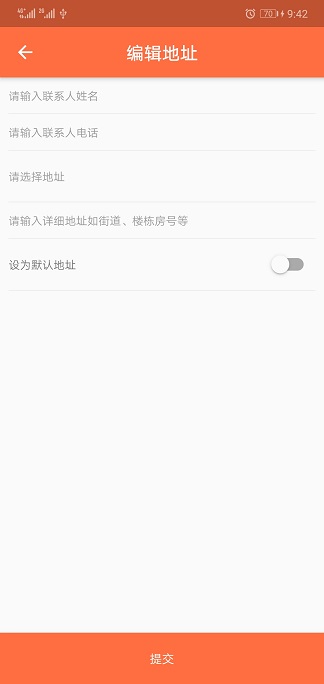 4G+ 2G 70 9:42
编辑地址
请输入联系人姓名
请输入联系人电话
请选择地址
请输入详细地址如街道、楼栋房号等
设为默认地址
提交